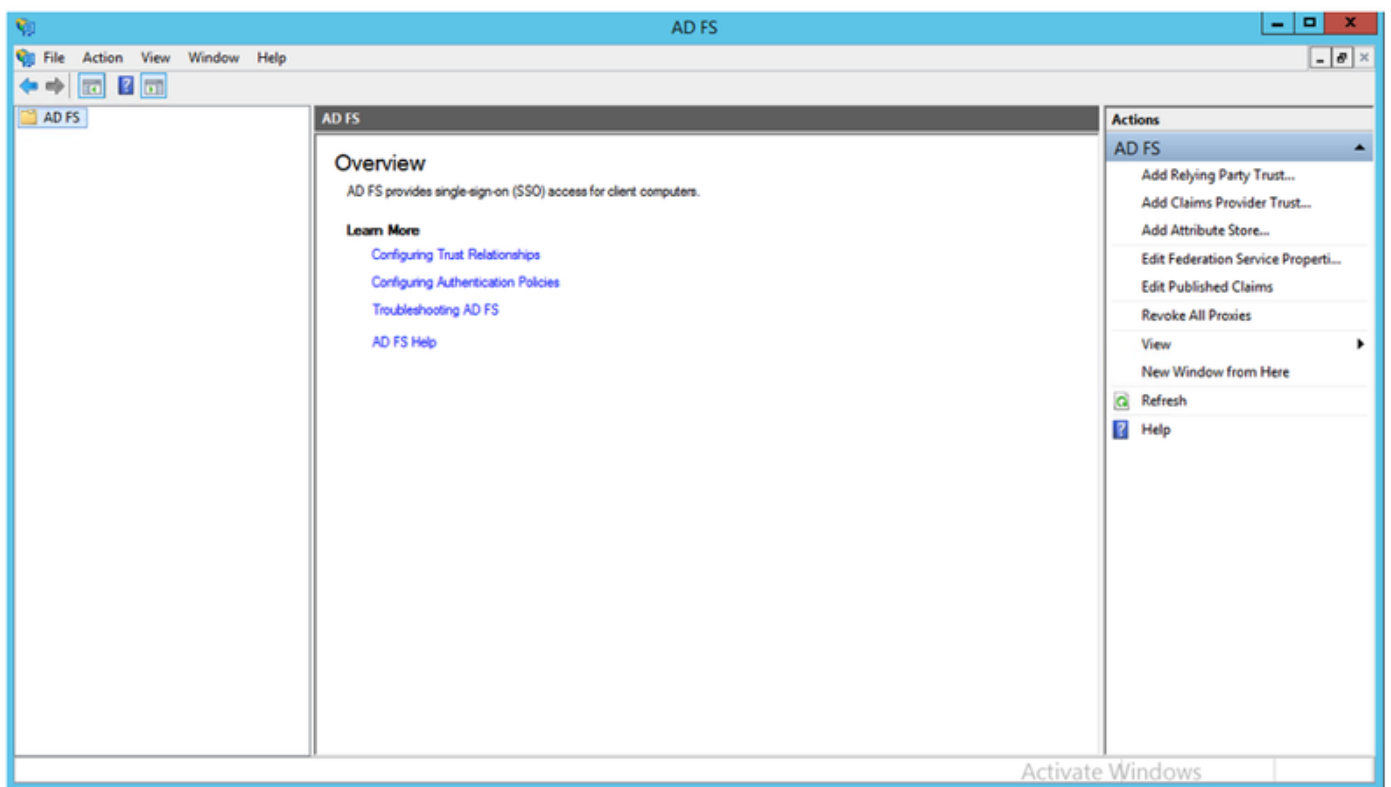 AD FS
File Action View Window Help
AD FS
AD FS
Overview
AD FS provides single-sign-on (SSO) access for client computers.
Learn More
Configuring Trust Relationships
Configuring Authentication Policies
Troubleshooting AD FS
AD FS Help
Actions
AD FS
Add Relying Party Trust...
Add Claims Provider Trust...
Add Attribute Store...
Edit Federation Service Properti...
Edit Published Claims
Revoke All Proxies
View
New Window from Here
Refresh
Help
Activate Windows